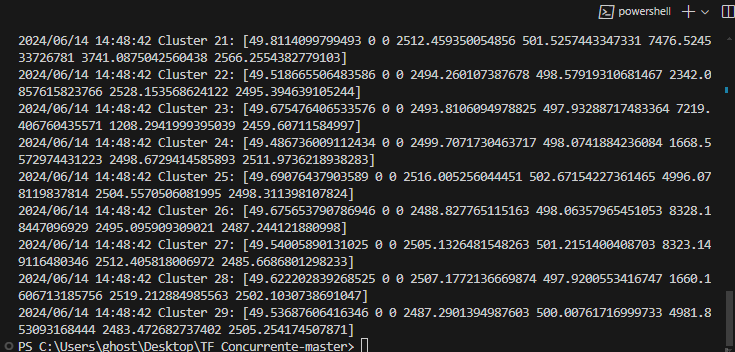 powershell
2024/06/14 14:48:42 Cluster 21: [49.8114099799493 0 0 2512.459350054856 501.5257443347331 7476.5245
33726781 3741.0875042560438 2566.2554382779103]
2024/06/14 14:48:42 Cluster 22: [49.518665506483586 0 0 2494.260107387678 498.57919310681467 2342.0
857615823766 2528.153568624122 2495.394639105244]
2024/06/14 14:48:42 Cluster 23: [49.675476406533576 0 0 2493.8106094978825 497.93288717483364 7219.
406760435571 1208.2941999395039 2459.60711584997]
2024/06/14 14:48:42 Cluster 24: [49.486736009112434 0 0 2499.7071730463717 498.0741884236084 1668.5
572974431223 2498.6729414585893 2511.9736218938283]
2024/06/14 14:48:42 Cluster 25: [49.69076437903589 0 0 2516.005256044451 502.67154227361465 4996.07
8119837814 2504.5570506081995 2498.311398107824]
2024/06/14 14:48:42 Cluster 26: [49.675653790786946 0 0 2488.827765115163 498.06357965451053 8328.1
8447096929 2495.095909309021 2487.244121880998]
2024/06/14 14:48:42 Cluster 27: [49.54005890131025 0 0 2505.1326481548263 501.2151400408703 8323.14
9116480346 2512.405818006972 2485.6686801298233]
2024/06/14 14:48:42 Cluster 28: [49.622202839268525 0 0 2507.1772136669874 497.9200553416747 1660.1
606713185756 2519.212884985563 2502.1030738691047]
2024/06/14 14:48:42 Cluster 29: [49.53687606416346 0 0 2487.2901394987603 500.00761716999733 4981.8
53093168444 2483.472682737402 2505.254174507871]
PS C:\Users\ghost\Desktop\TF Concurrente-master>